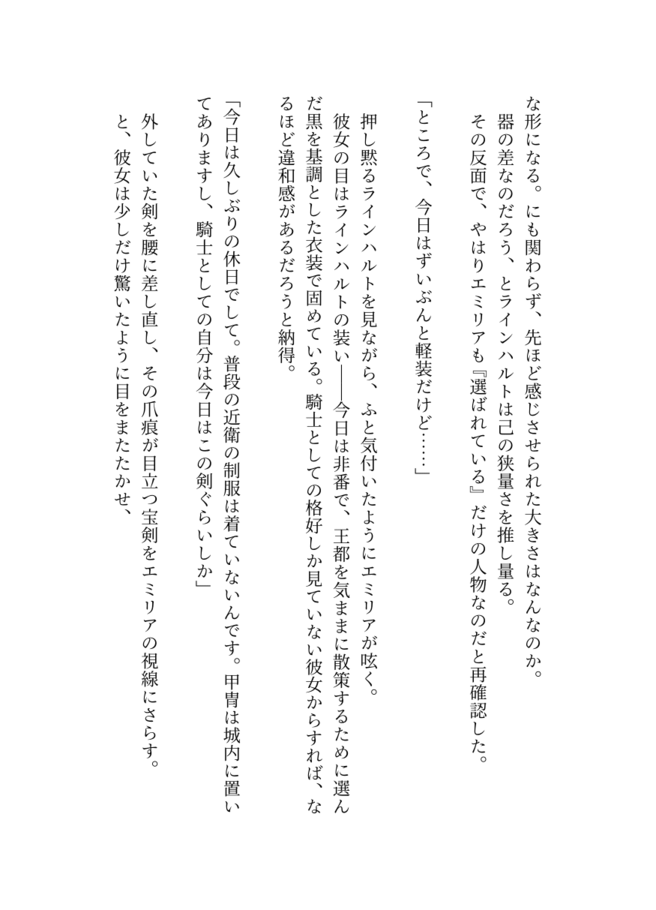 な形になる。にも関わらず、先ほど感じさせられた大きさはなんなのか。
器の差なのだろう、とラインハルトは己の狭量さを推し量る。
その反面で、やはりエミリアも『選ばれている』だけの人物なのだと再確認した。
「ところで、今日はずいぶんと軽装だけど……」
押し黙るラインハルトを見ながら、ふと気付いたようにエミリアが呟く。
彼女の目はラインハルトの装い――今日は非番で、王都を気ままに散策するために選ん
だ黒を基調とした衣装で固めている。騎士としての格好しか見ていない彼女からすれば、な
るほど違和感があるだろうと納得。
「今日は久しぶりの休日でして。普段の近衛の制服は着ていないんです。甲冑は城内に置い
てありますし、騎士としての自分は今日はこの剣ぐらいしか」
外していた剣を腰に差し直し、その爪痕が目立つ宝剣をエミリアの視線にさらす。
と、彼女は少しだけ驚いたように目をまたたかせ、